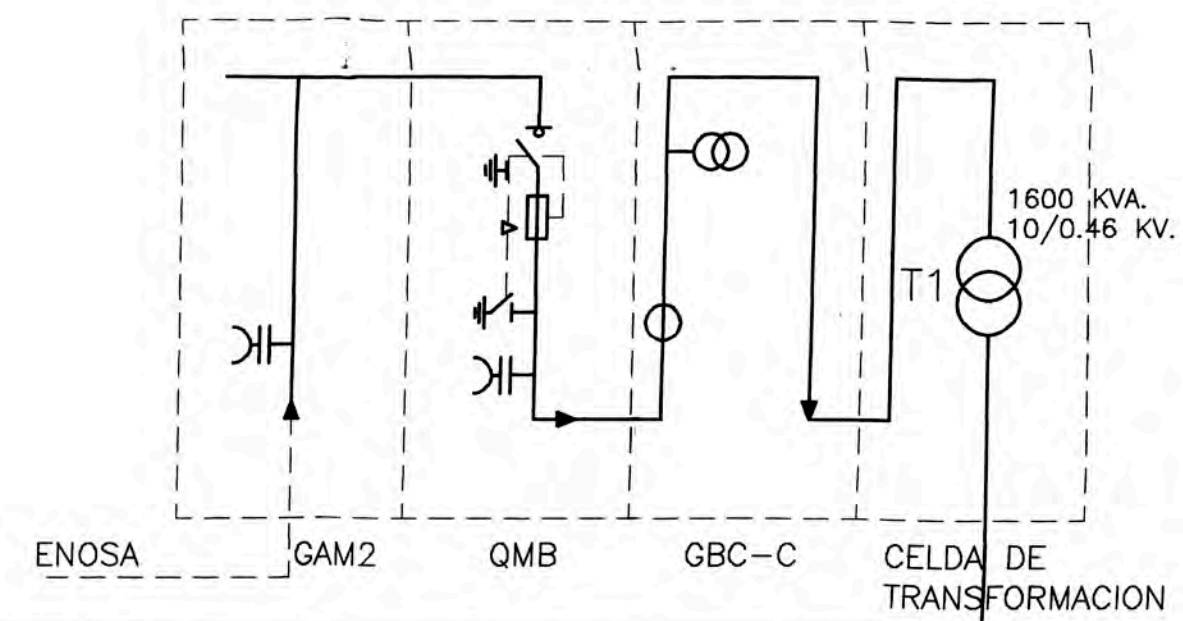 1600 KVA.
10/0.46 KV.
T1
ENOSA
GAM2
QMB
GBC-C
CELDA DE
TRANSFORMACION